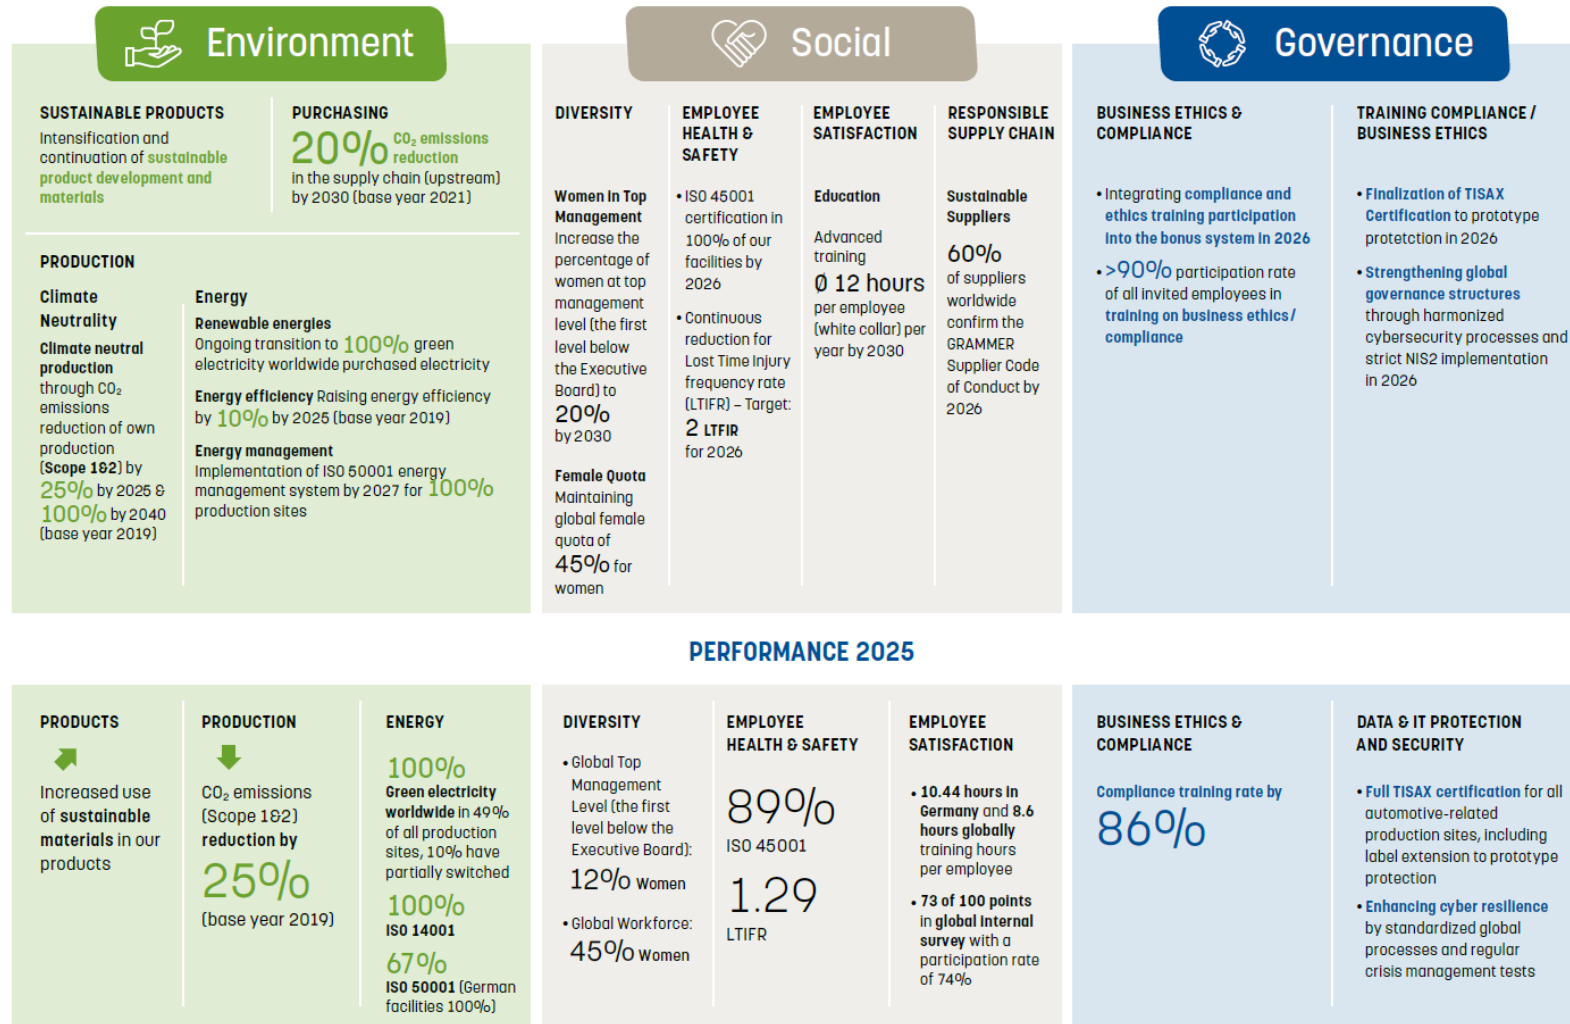 Environment
SUSTAINABLE PRODUCTS
Intensification and
continuation of sustainable
product development and
materials
PURCHASING
20% CO₂ emissions
reduction
in the supply chain (upstream)
by 2030 (base year 2021)
PRODUCTION
Climate
Neutrality
Climate neutral
production
through CO₂
emissions
reduction of own
production
(Scope 1&2) by
25% by 2025 &
100% by 2040
(base year 2019)
Energy
Renewable energies
Ongoing transition to 100% green
electricity worldwide purchased electricity
Energy efficiency Raising energy efficiency
by 10% by 2025 (base year 2019)
Energy management
Implementation of ISO 50001 energy
management system by 2027 for 100%
production sites
Social
DIVERSITY
Women in Top
Management
Increase the
percentage of
women at top
management
level (the first
level below
the Executive
Board) to
20%
by 2030
Female Quota
Maintaining
global female
quota of
45% for
women
EMPLOYEE
HEALTH &
SAFETY
• ISO 45001
certification in
100% of our
facilities by
2026
• Continuous
reduction for
Lost Time Injury
frequency rate
(LTIFR) – Target:
2 LTFIR
for 2026
EMPLOYEE
SATISFACTION
Education
Advanced
training
Ø 12 hours
per employee
(white collar) per
year by 2030
RESPONSIBLE
SUPPLY CHAIN
Sustainable
Suppliers
60%
of suppliers
worldwide
confirm the
GRAMMER
Supplier Code
of Conduct by
2026
Governance
BUSINESS ETHICS &
COMPLIANCE
• Integrating compliance and
ethics training participation
into the bonus system in 2026
• >90% participation rate
of all invited employees in
training on business ethics/
compliance
TRAINING COMPLIANCE /
BUSINESS ETHICS
• Finalization of TISAX
Certification to prototype
protetction in 2026
• Strengthening global
governance structures
through harmonized
cybersecurity processes and
strict NIS2 implementation
in 2026
PERFORMANCE 2025
PRODUCTS
Increased use
of sustainable
materials in our
products
PRODUCTION
CO₂ emissions
(Scope 1&2)
reduction by
25%
(base year 2019)
ENERGY
100%
Green electricity
worldwide in 49%
of all production
sites, 10% have
partially switched
100%
ISO 14001
67%
ISO 50001 (German
facilities 100%)
DIVERSITY
• Global Top
Management
Level (the first
level below the
Executive Board):
12% Women
• Global Workforce:
45% Women
EMPLOYEE
HEALTH & SAFETY
89%
ISO 45001
1.29
LTIFR
EMPLOYEE
SATISFACTION
• 10.44 hours in
Germany and 8.6
hours globally
training hours
per employee
• 73 of 100 points
in global internal
survey with a
participation rate
of 74%
BUSINESS ETHICS &
COMPLIANCE
Compliance training rate by
86%
DATA & IT PROTECTION
AND SECURITY
• Full TISAX certification for all
automotive-related
production sites, including
label extension to prototype
protection
• Enhancing cyber resilience
by standardized global
processes and regular
crisis management tests